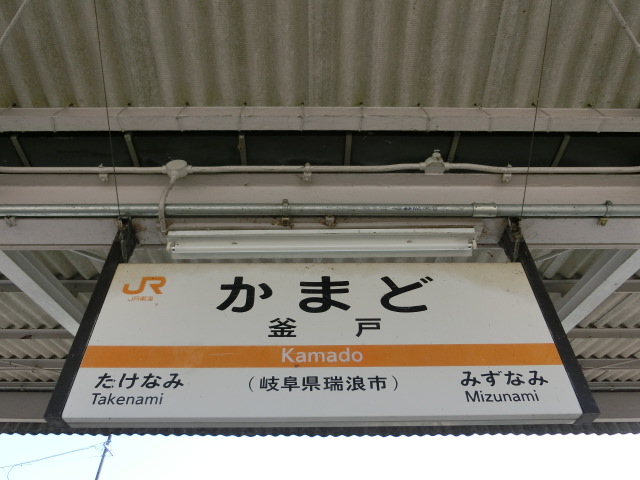 JR
JR東海
かまど
釜戸
Kamado
たけなみ
Takenami
(岐阜県瑞浪市)
みずなみ
Mizunami